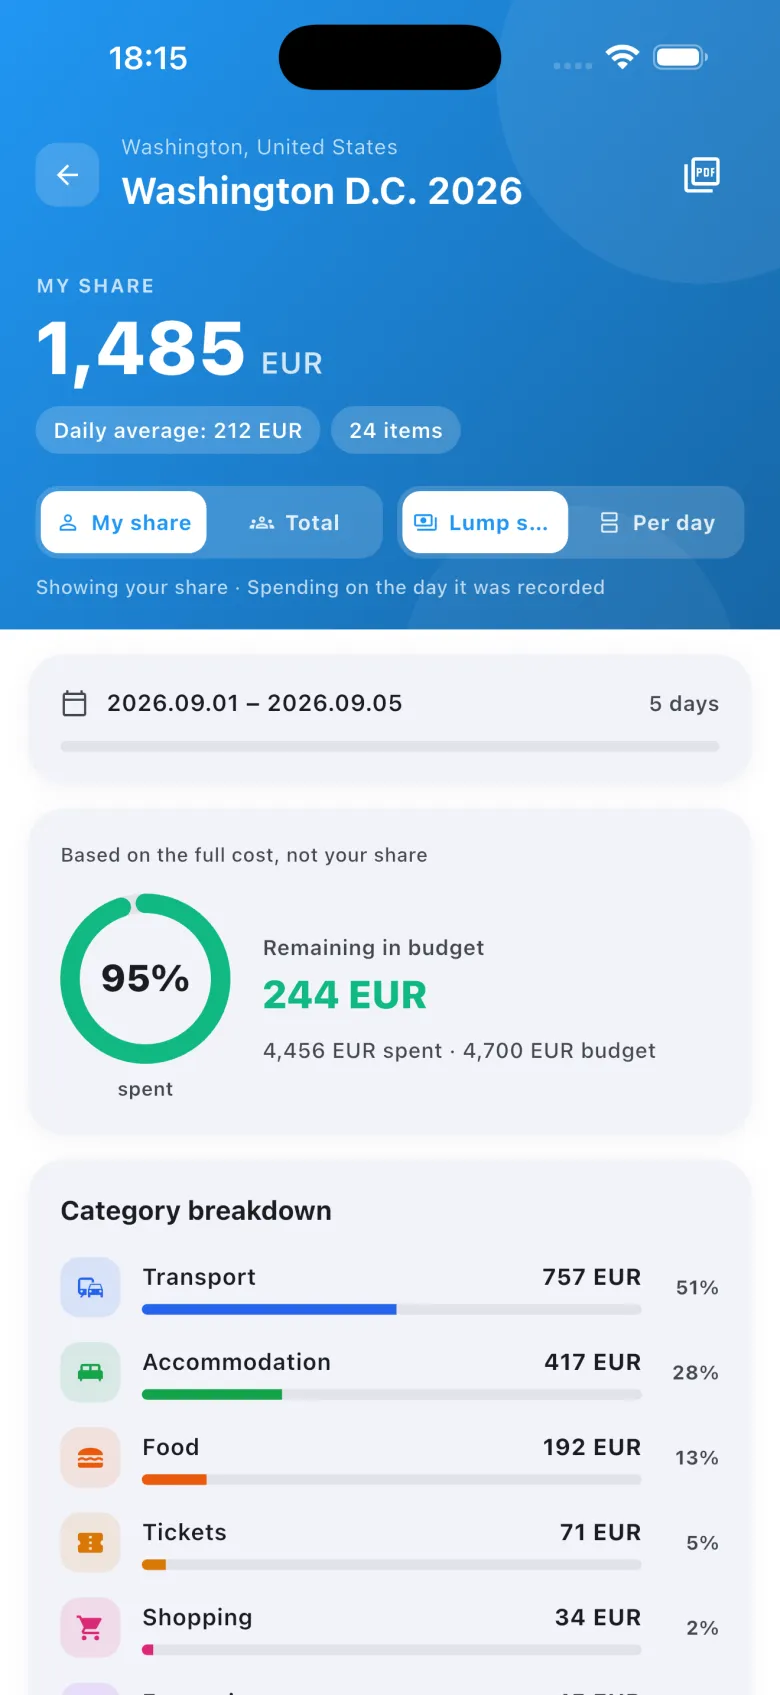 18:15
Washington, United States
Washington D.C. 2026
PDF
MY SHARE
1,485 EUR
Daily average: 212 EUR
24 items
My share
Total
Lump s...
Per day
Showing your share · Spending on the day it was recorded
2026.09.01 – 2026.09.05
5 days
Based on the full cost, not your share
95%
spent
Remaining in budget
244 EUR
4,456 EUR spent · 4,700 EUR budget
Category breakdown
Transport 757 EUR 51%
Accommodation 417 EUR 28%
Food 192 EUR 13%
Tickets 71 EUR 5%
Shopping 34 EUR 2%